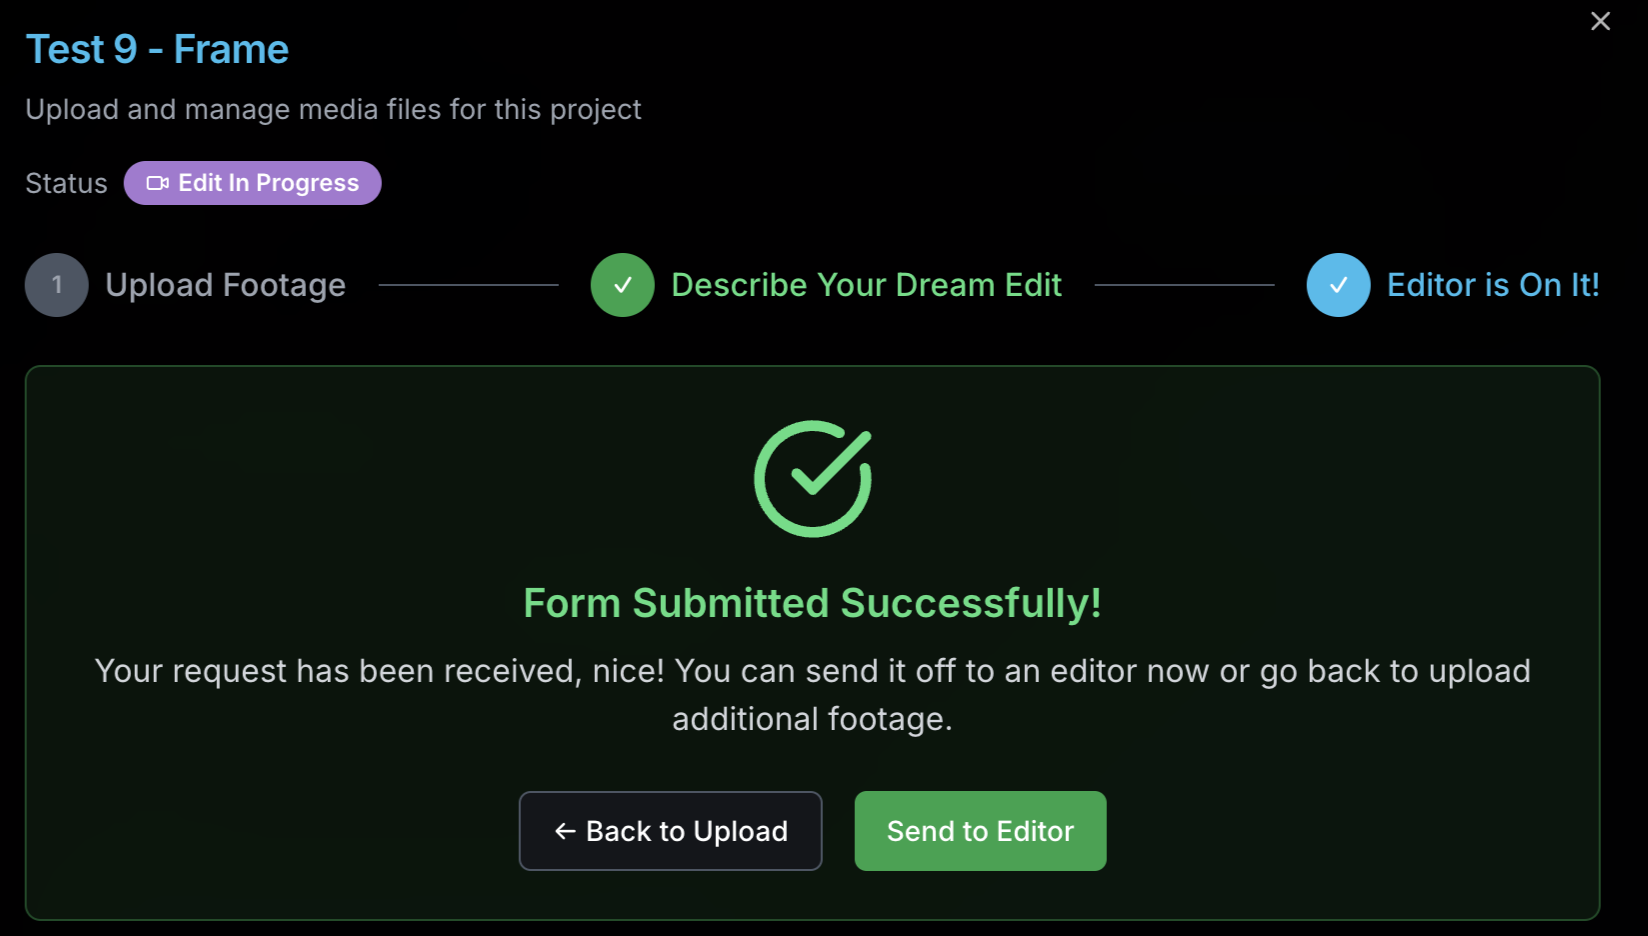 Test 9 - Frame
Upload and manage media files for this project
Status Edit In Progress
1 Upload Footage Describe Your Dream Edit Editor is On It!
Form Submitted Successfully!
Your request has been received, nice! You can send it off to an editor now or go back to upload
additional footage.
← Back to Upload Send to Editor